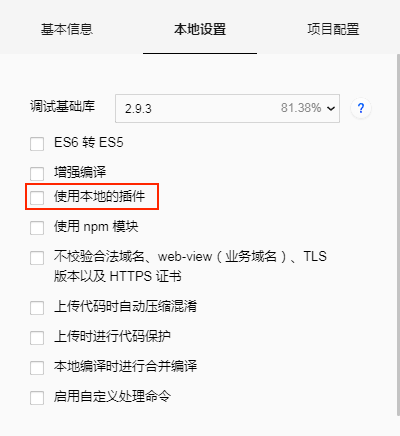 基本信息 本地设置 项目配置
调试基础库 2.9.3 81.38% ?
ES6 转 ES5
增强编译
使用本地的插件
使用 npm 模块
不校验合法域名、web-view（业务域名）、TLS
版本以及 HTTPS 证书
上传代码时自动压缩混淆
上传时进行代码保护
本地编译时进行合并编译
启用自定义处理命令